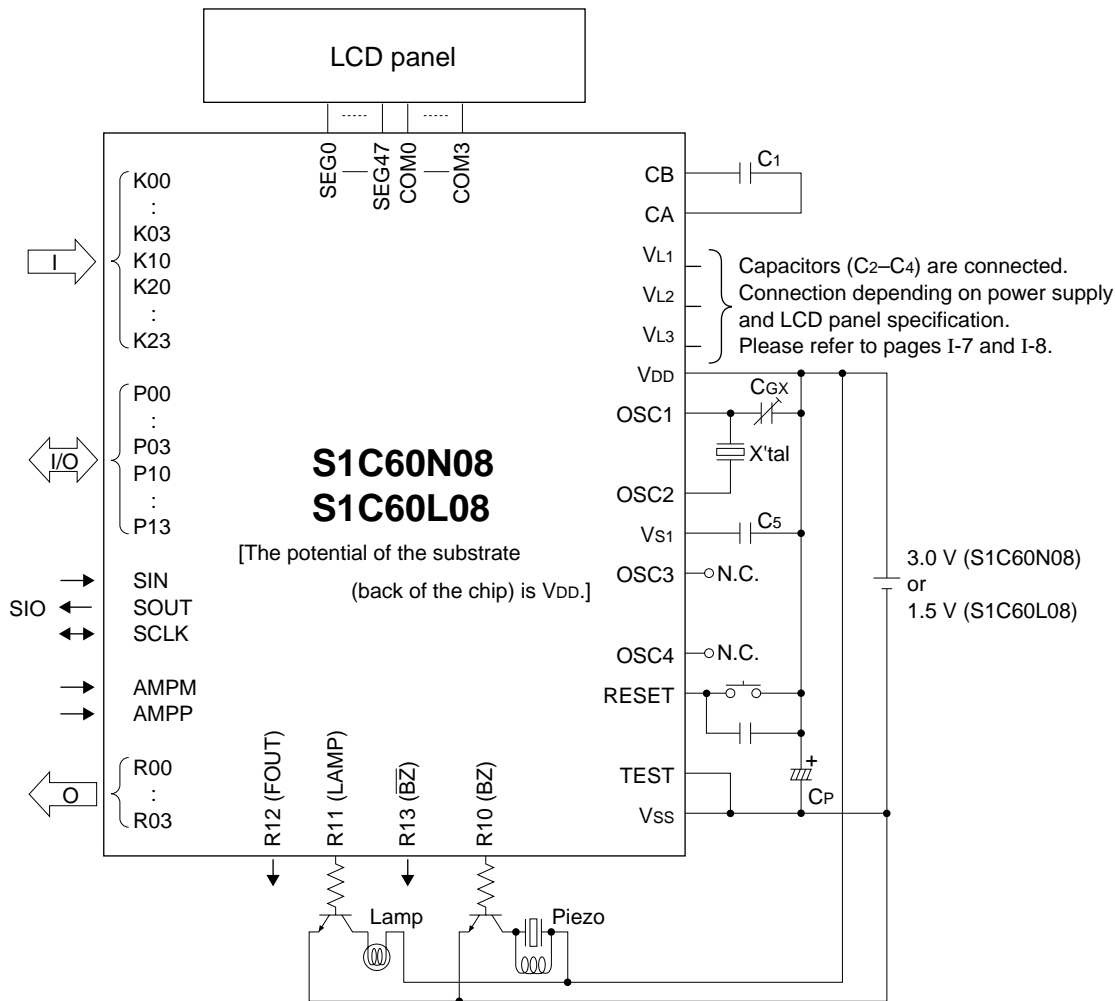 LCD panel
SEG0
SEG47
COM0
COM3
K00
:
K03
K10
K20
:
K23
I
P00
:
P03
P10
:
P13
I/O
SIN
SIO
SOUT
SCLK
AMPM
AMPP
R00
:
R03
O
S1C60N08
S1C60L08
[The potential of the substrate
(back of the chip) is VDD.]
CB
C1
CA
VL1
VL2
VL3
Capacitors (C2–C4) are connected.
Connection depending on power supply
and LCD panel specification.
Please refer to pages I-7 and I-8.
VDD
CGX
OSC1
X'tal
OSC2
VS1
C5
OSC3
N.C.
3.0 V (S1C60N08)
or
1.5 V (S1C60L08)
OSC4
N.C.
RESET
TEST
+
CP
VSS
R12 (FOUT)
R11 (LAMP)
R13 (B̅Z̅)
R10 (BZ)
Lamp
Piezo